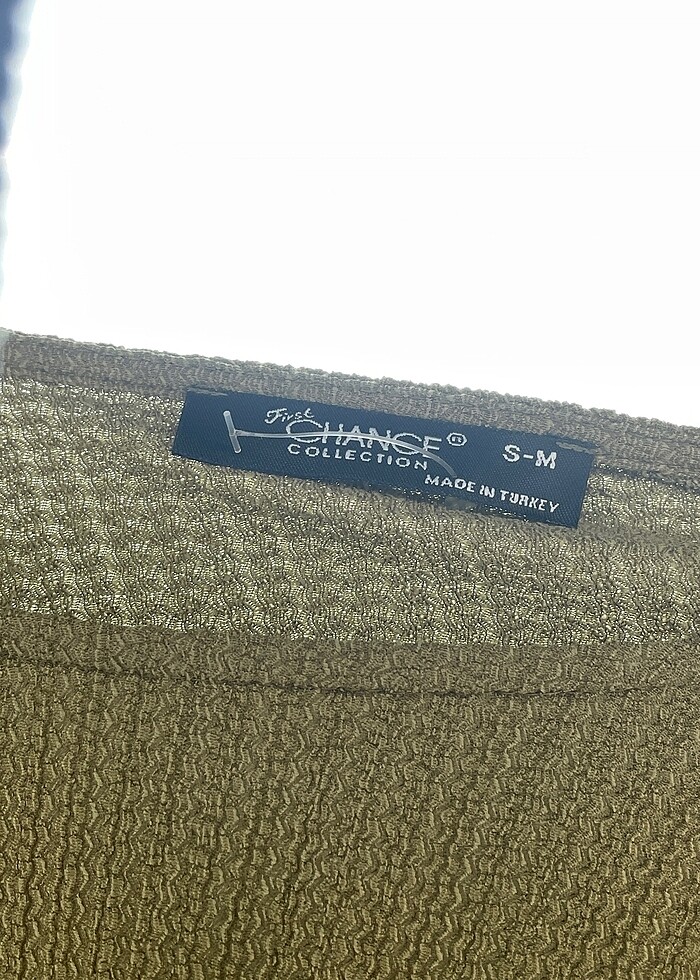 First
CHANCE ®
COLLECTION
S-M
MADE IN TURKEY